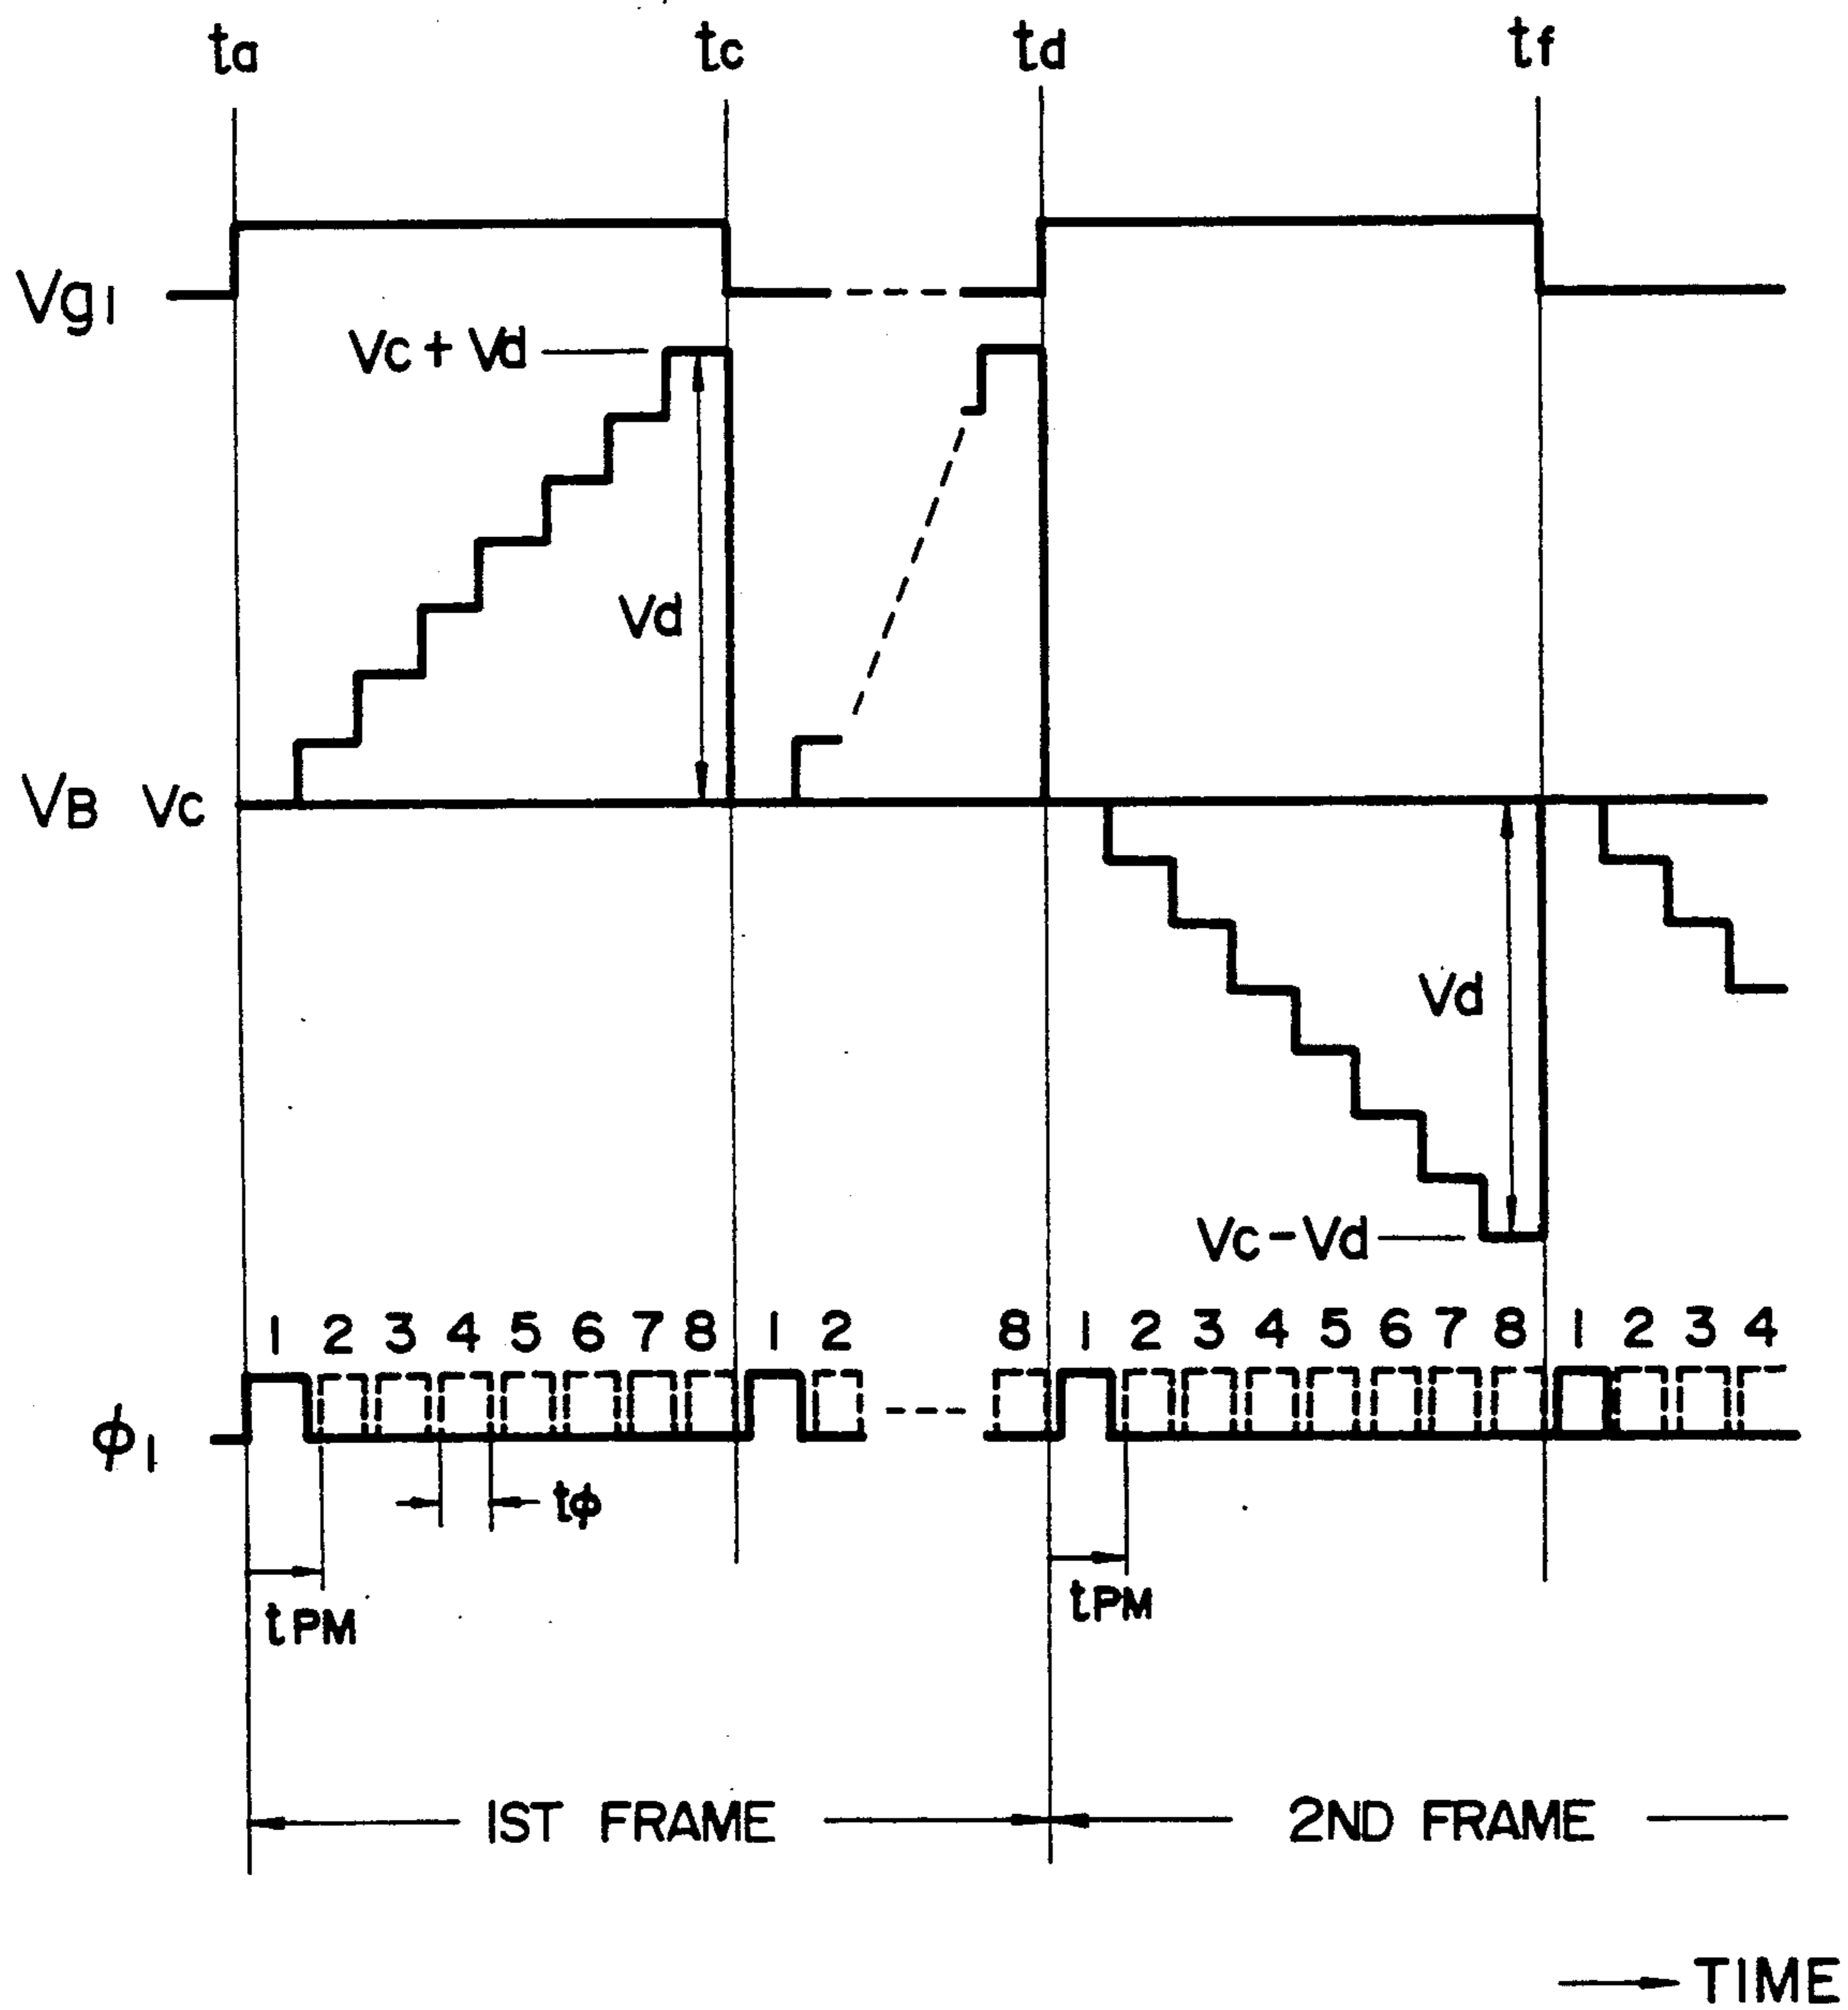 ta tc td tf
Vg1
Vc+Vd
Vd
VB Vc
Vd
Vc-Vd
1 2 3 4 5 6 7 8 1 2 8 1 2 3 4 5 6 7 8 1 2 3 4
ϕ1
tϕ
tPM tPM
1ST FRAME 2ND FRAME
TIME